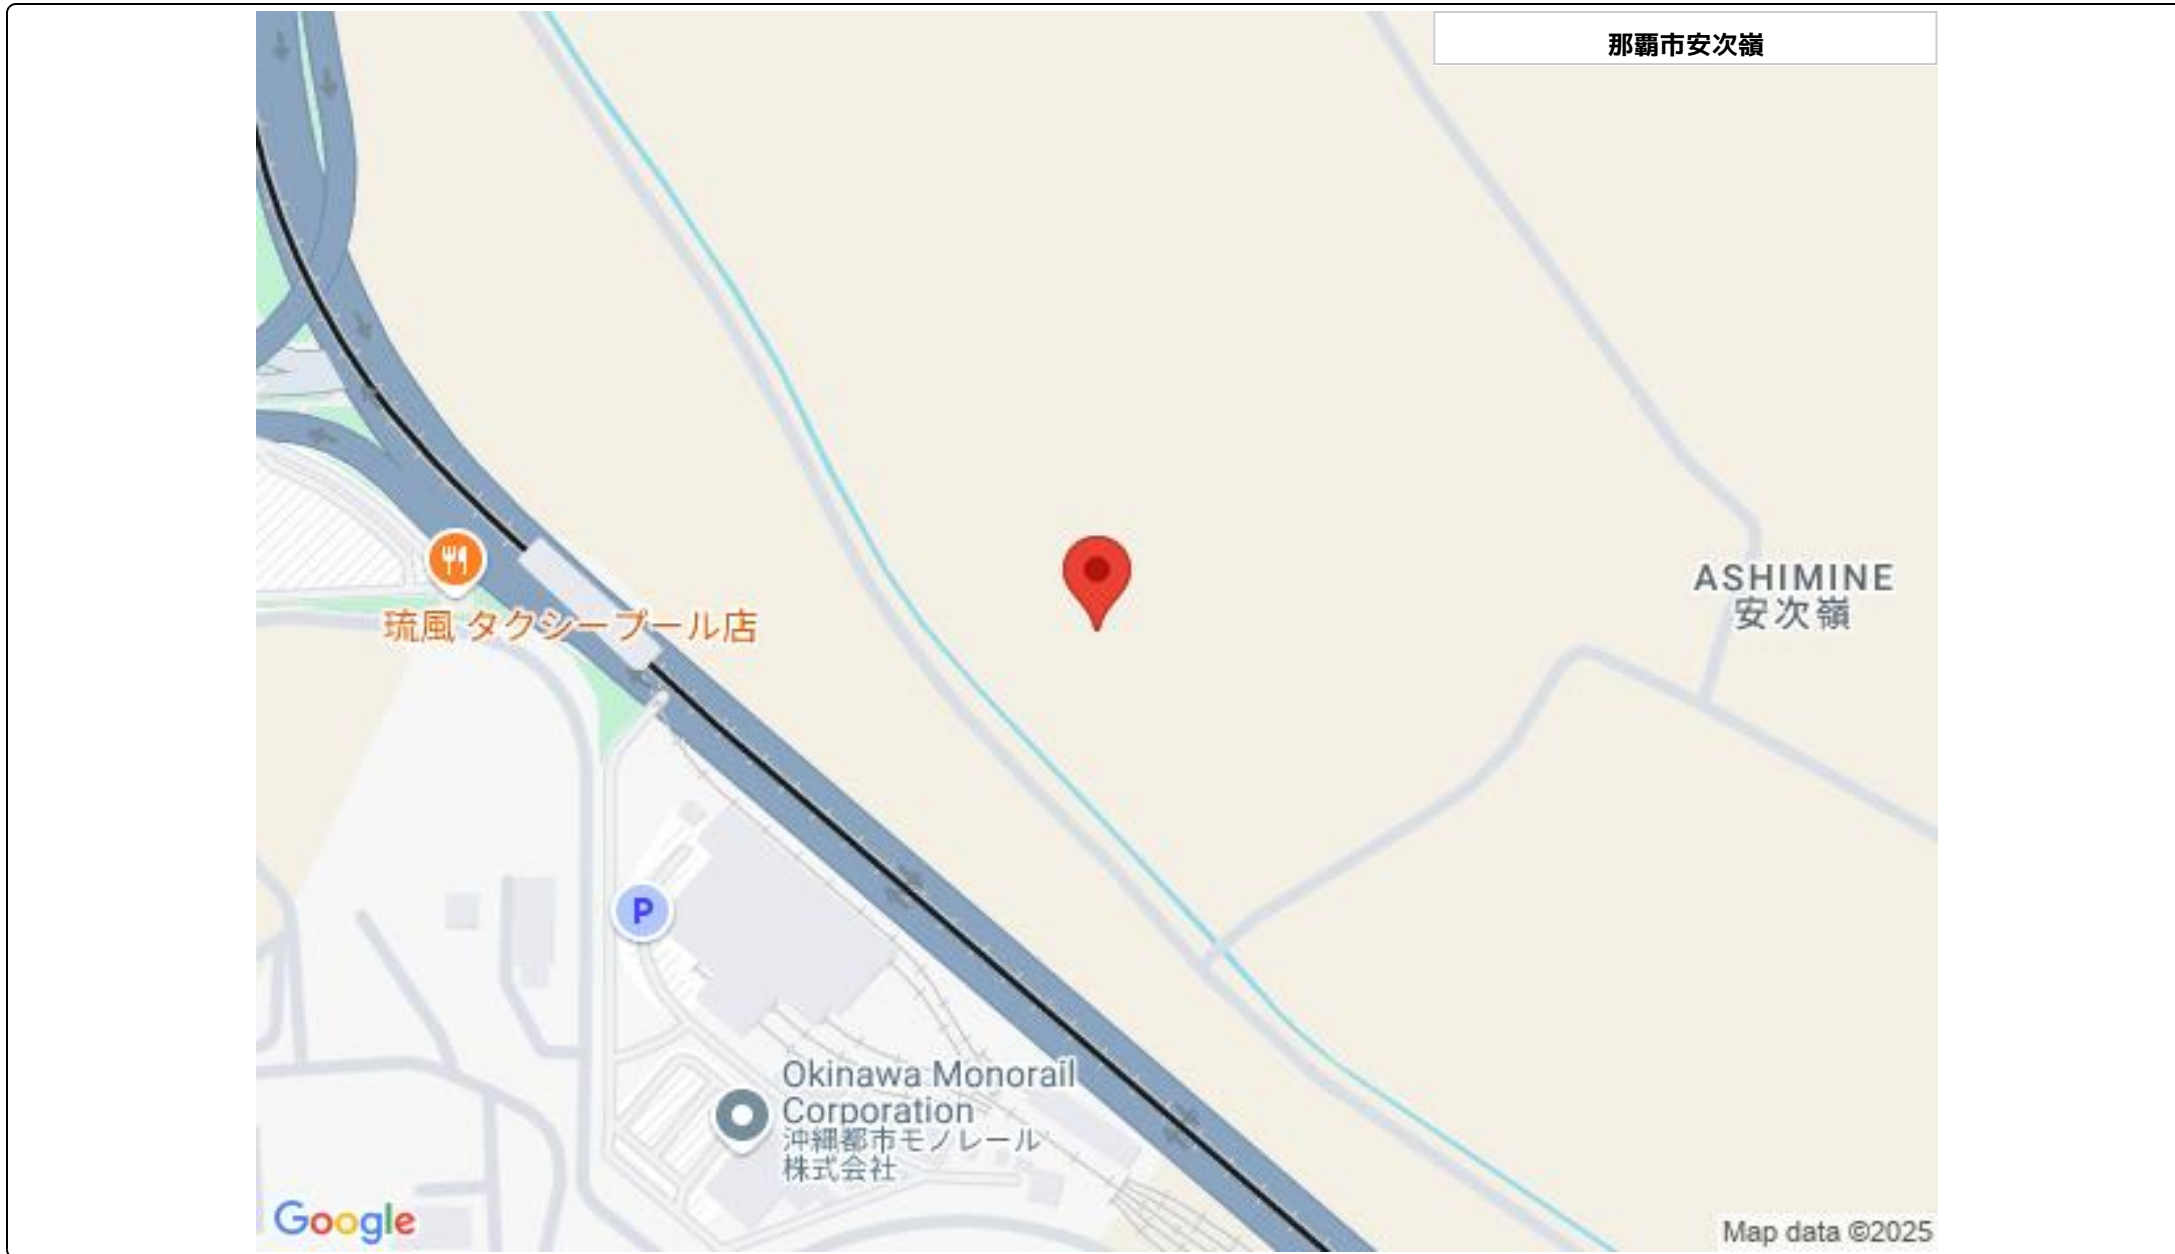 那覇市安次嶺
ASHIMINE
安次嶺
琉風 タクシープール店
P
Okinawa Monorail
Corporation
沖縄都市モノレール
株式会社
Google
Map data ©2025